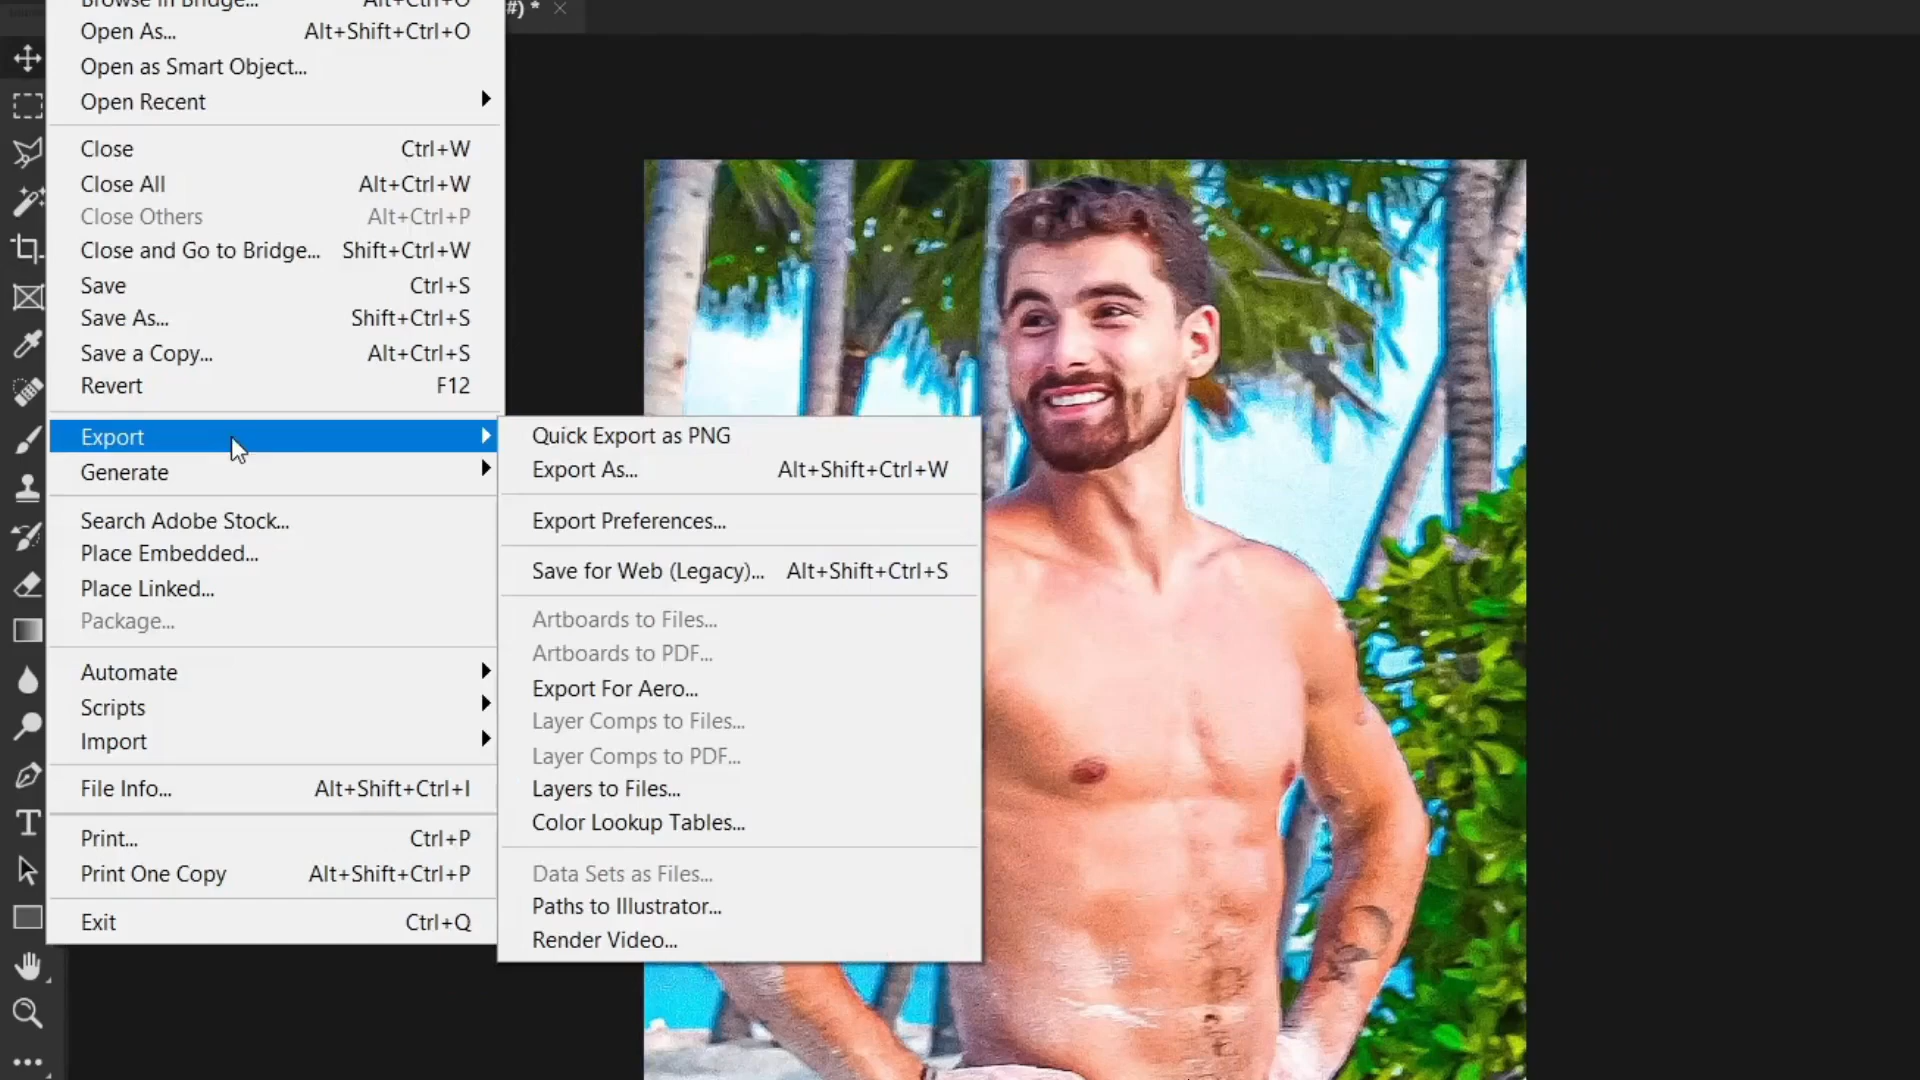 #) *
Browse in Bridge... Alt+Ctrl+O
Open As... Alt+Shift+Ctrl+O
Open as Smart Object...
Open Recent
Close Ctrl+W
Close All Alt+Ctrl+W
Close Others Alt+Ctrl+P
Close and Go to Bridge... Shift+Ctrl+W
Save Ctrl+S
Save As... Shift+Ctrl+S
Save a Copy... Alt+Ctrl+S
Revert F12
Export
Generate
Search Adobe Stock...
Place Embedded...
Place Linked...
Package...
Automate
Scripts
Import
File Info... Alt+Shift+Ctrl+I
Print... Ctrl+P
Print One Copy Alt+Shift+Ctrl+P
Exit Ctrl+Q
Quick Export as PNG
Export As... Alt+Shift+Ctrl+W
Export Preferences...
Save for Web (Legacy)... Alt+Shift+Ctrl+S
Artboards to Files...
Artboards to PDF...
Export For Aero...
Layer Comps to Files...
Layer Comps to PDF...
Layers to Files...
Color Lookup Tables...
Data Sets as Files...
Paths to Illustrator...
Render Video...